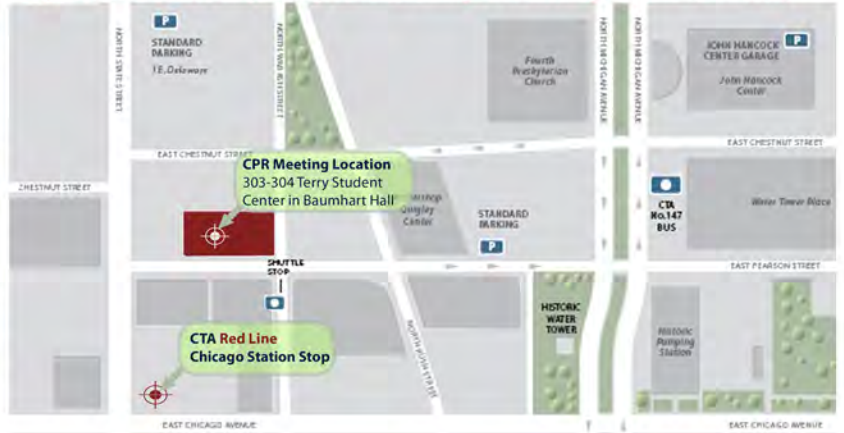 P
STANDARD
PARKING
1 E. Delaware
NORTH STATE STREET
NORTH WABASH STREET
Fourth
Presbyterian
Church
NORTH MICHIGAN AVENUE
NORTH MICHIGAN AVENUE
JOHN HANCOCK
CENTER GARAGE
P
John Hancock
Center
EAST CHESTNUT STREET
EAST CHESTNUT STREET
CHESTNUT STREET
CPR Meeting Location
303-304 Terry Student
Center in Baumhart Hall
Quigley
Center
STANDARD
PARKING
P
CTA
No.147
BUS
Water Tower Place
SHUTTLE
STOP
EAST PEARSON STREET
HISTORIC
WATER
TOWER
Historic
Pumping
Station
CTA Red Line
Chicago Station Stop
NORTH RUSH STREET
EAST CHICAGO AVENUE
EAST CHICAGO AVENUE